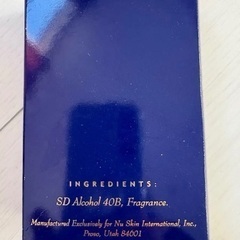 INGREDIENTS:
SD Alcohol 40B, Fragrance.
Manufactured Exclusively for Nu Skin International, Inc.,
Provo, Utah 84601